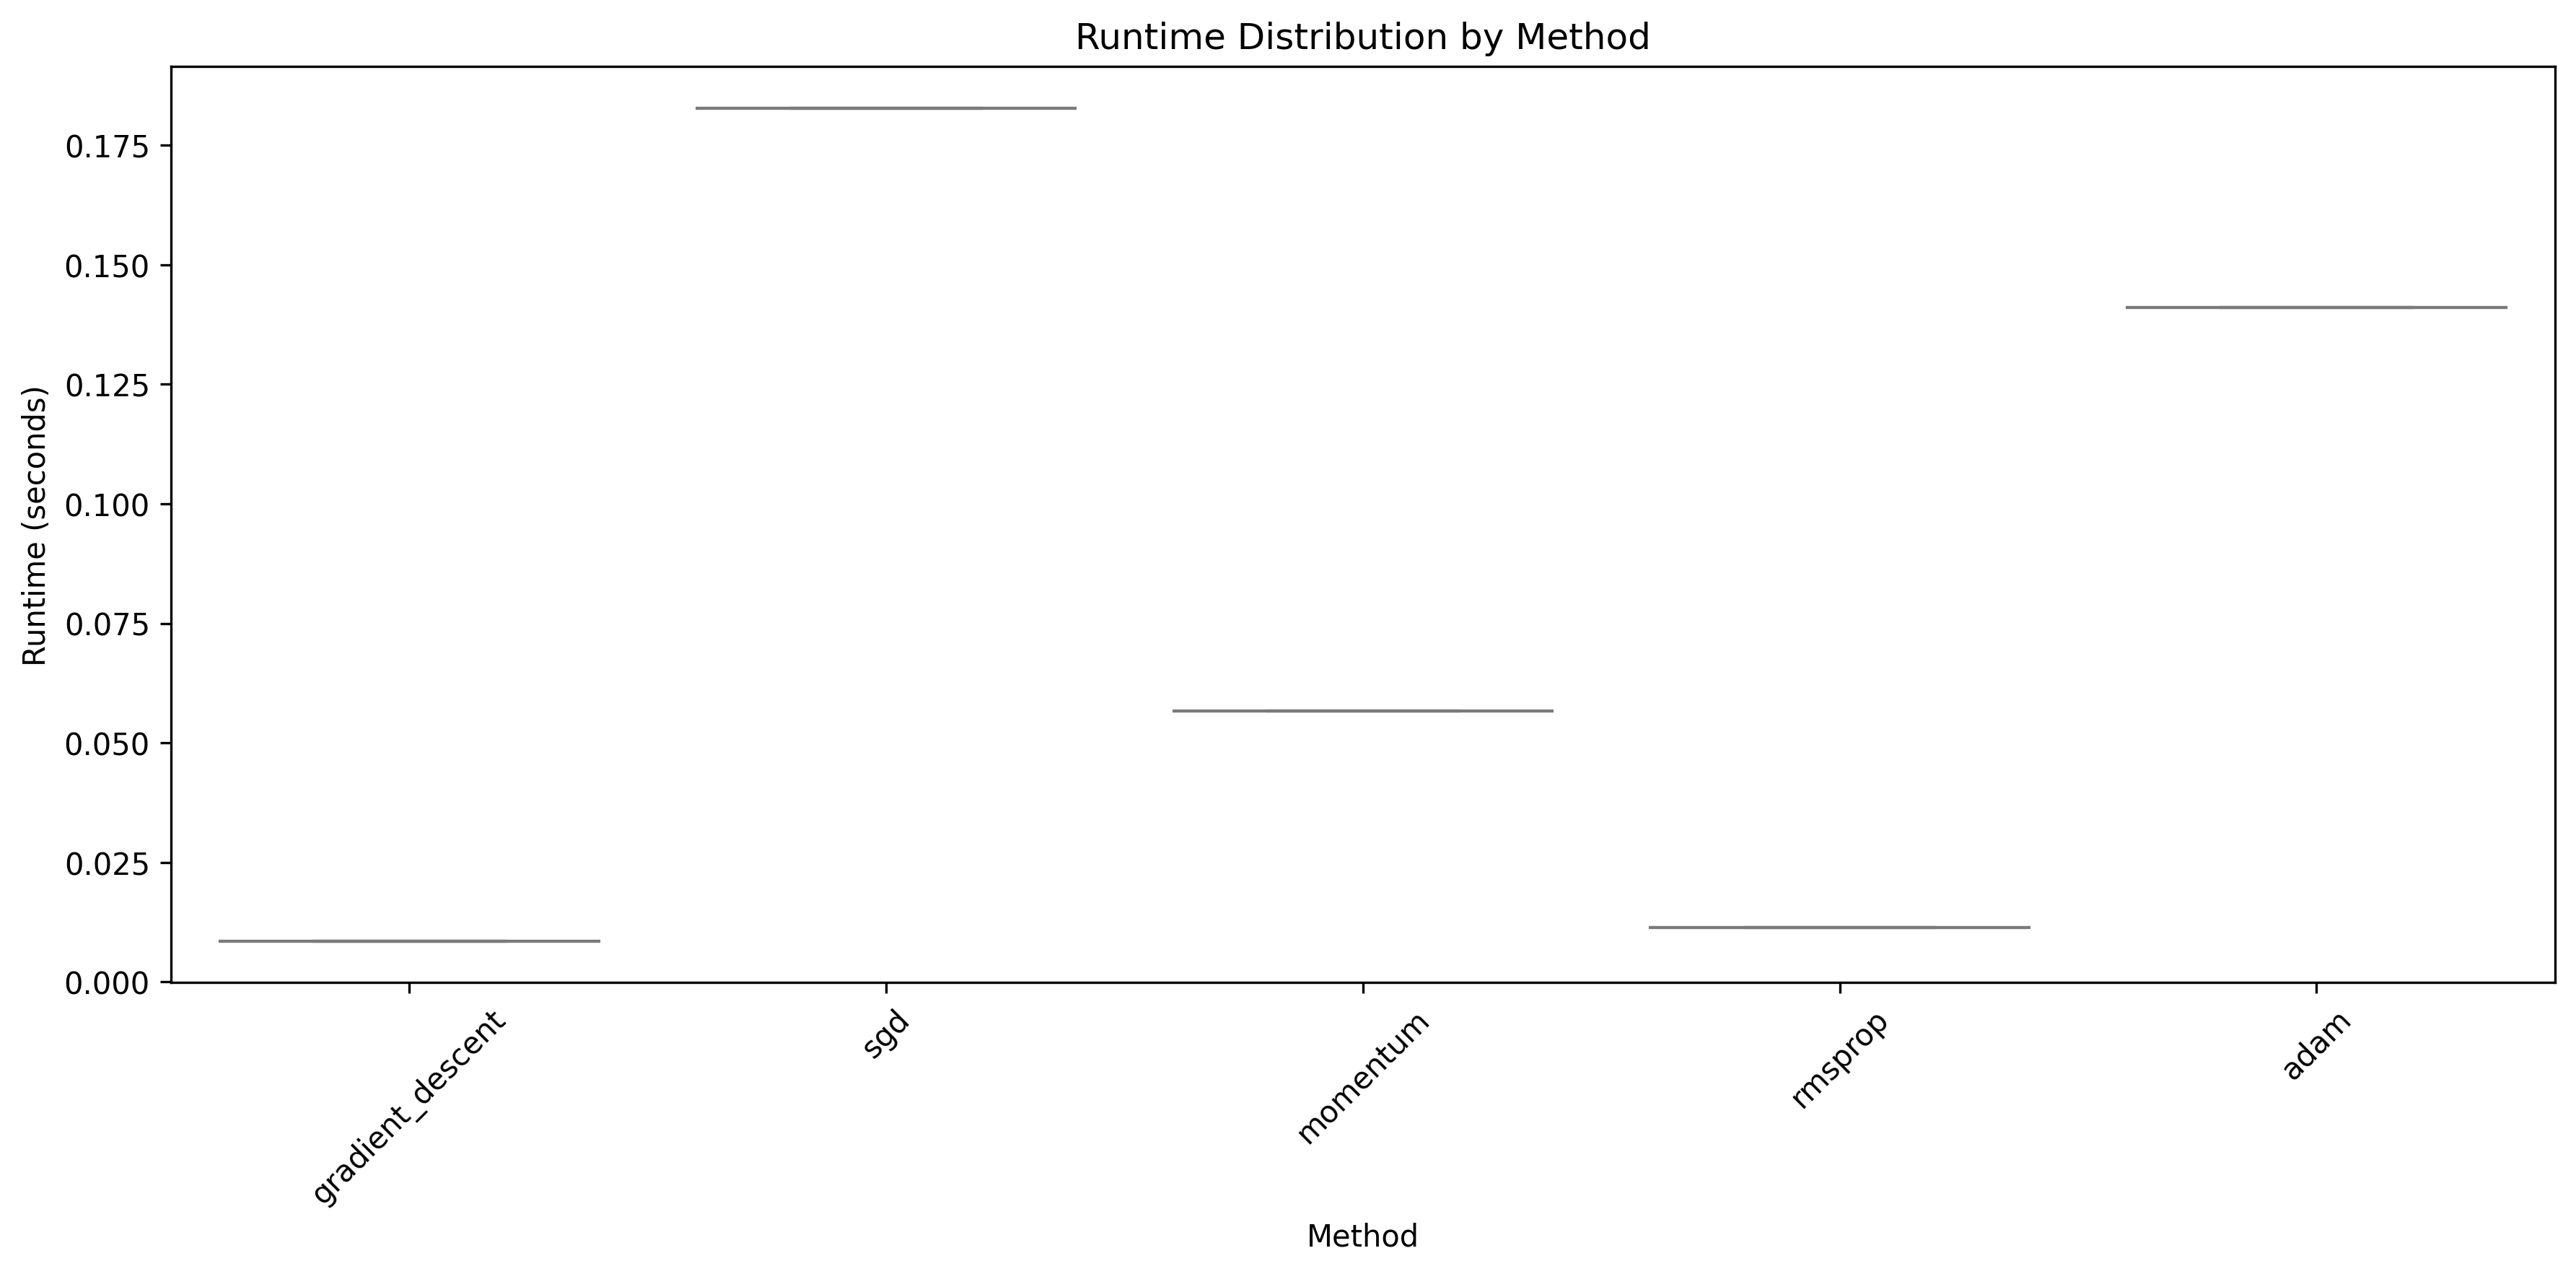 Runtime Distribution by Method
Runtime (seconds)
0.175
0.150
0.125
0.100
0.075
0.050
0.025
0.000
gradient_descent
sgd
momentum
rmsprop
adam
Method